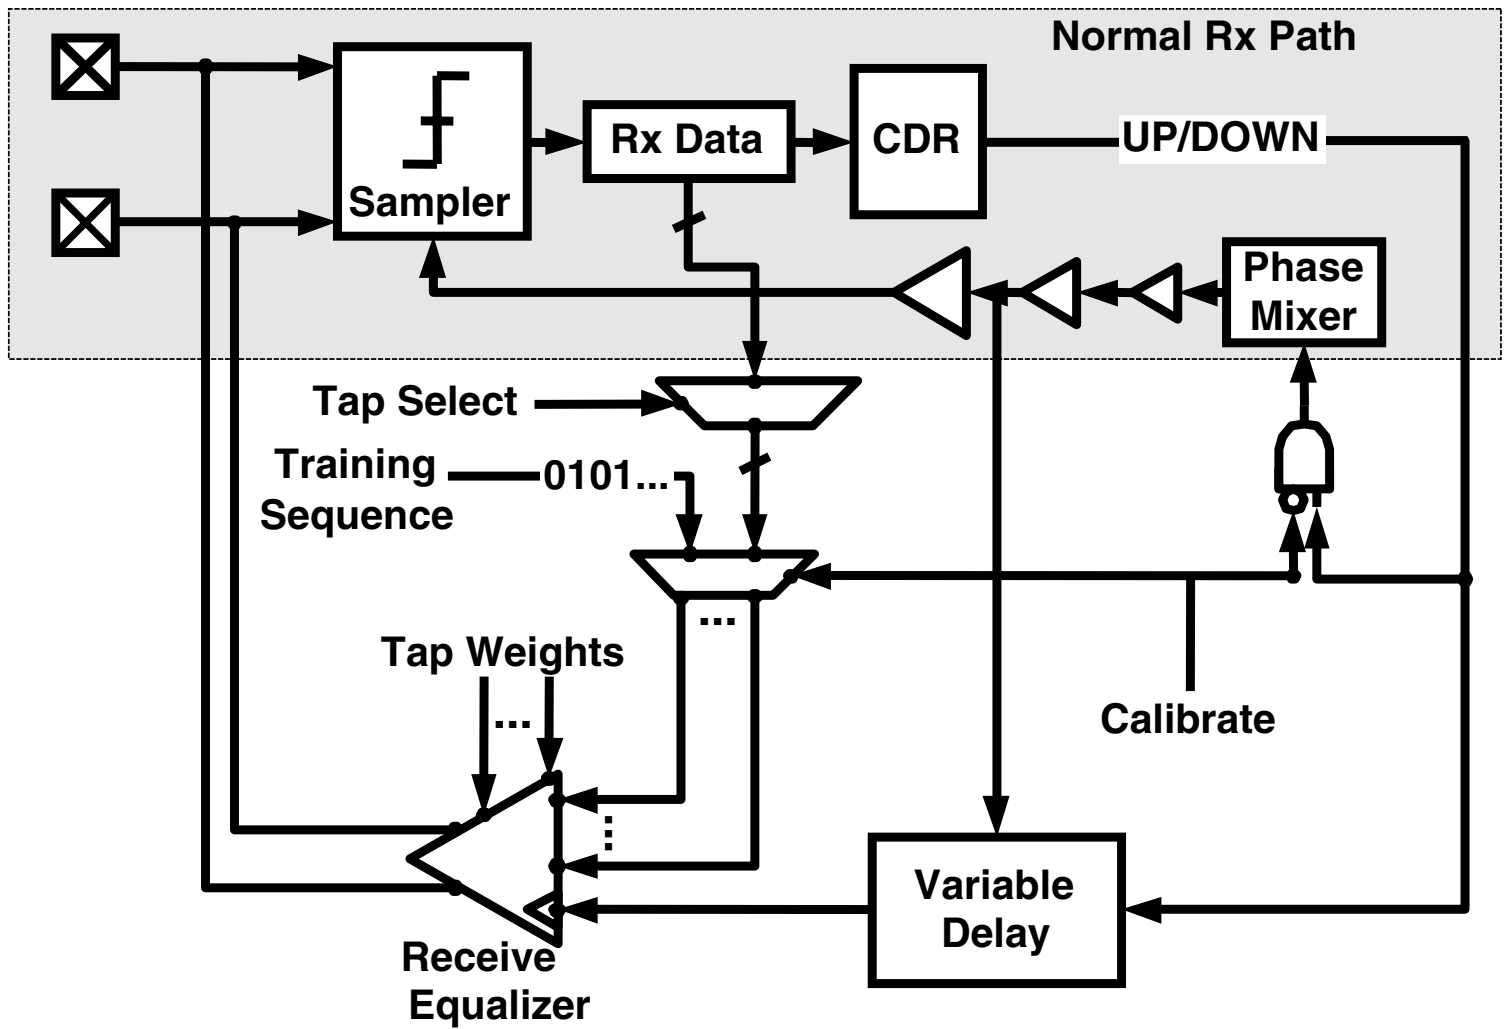 Normal Rx Path
Sampler
Rx Data
CDR
UP/DOWN
Phase
Mixer
Tap Select
Training
Sequence
0101...
...
Tap Weights
...
...
Calibrate
Variable
Delay
Receive
Equalizer